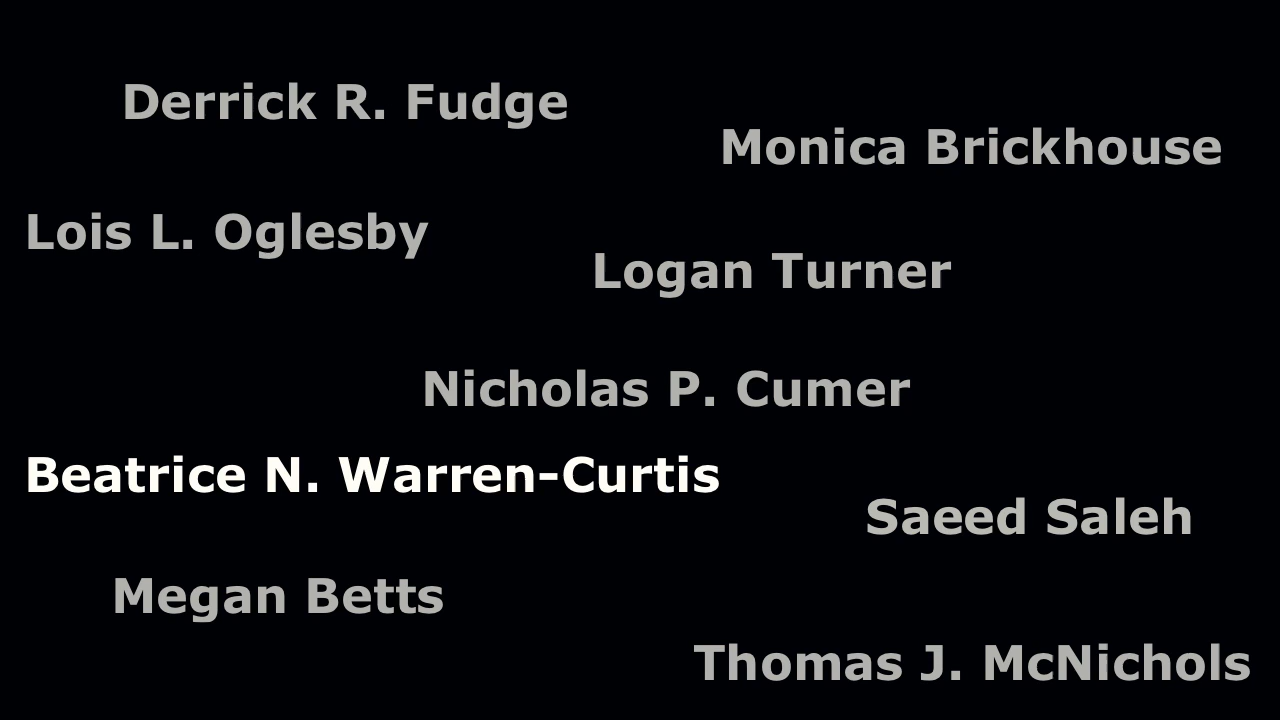 Derrick R. Fudge
Monica Brickhouse
Lois L. Oglesby
Logan Turner
Nicholas P. Cumer
Beatrice N. Warren-Curtis
Saeed Saleh
Megan Betts
Thomas J. McNichols